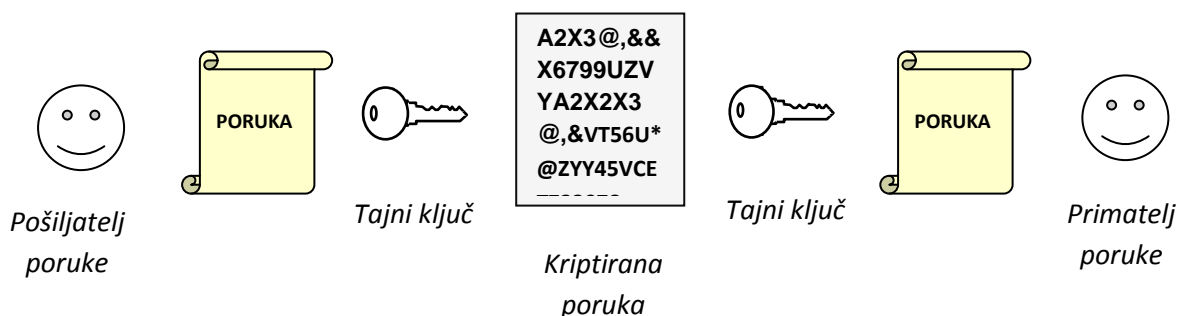 PORUKA
A2X3@,&&
X6799UZV
YA2X2X3
@,&VT56U*
@ZYY45VCE
PORUKA
Pošiljatelj
poruke
Tajni ključ
Kriptirana
poruka
Tajni ključ
Primatelj
poruke